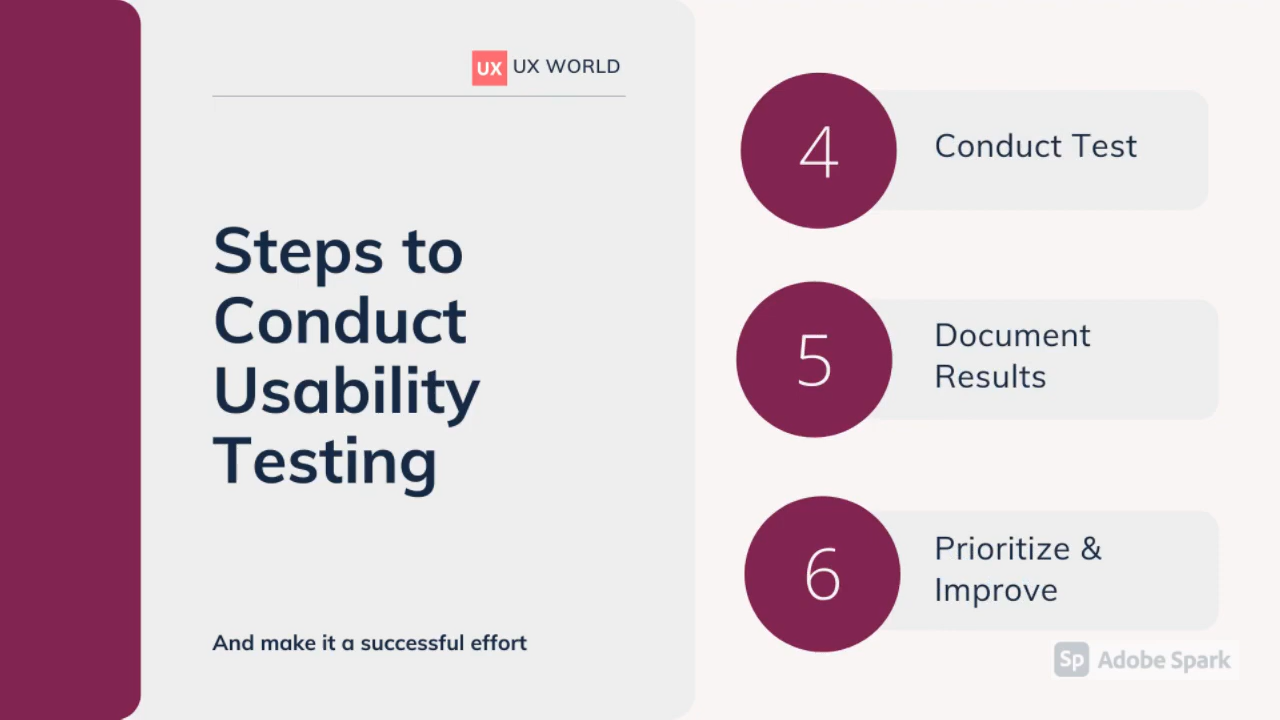 UX UX WORLD
Steps to
Conduct
Usability
Testing
And make it a successful effort
4
Conduct Test
5
Document
Results
6
Prioritize &
Improve
Sp Adobe Spark